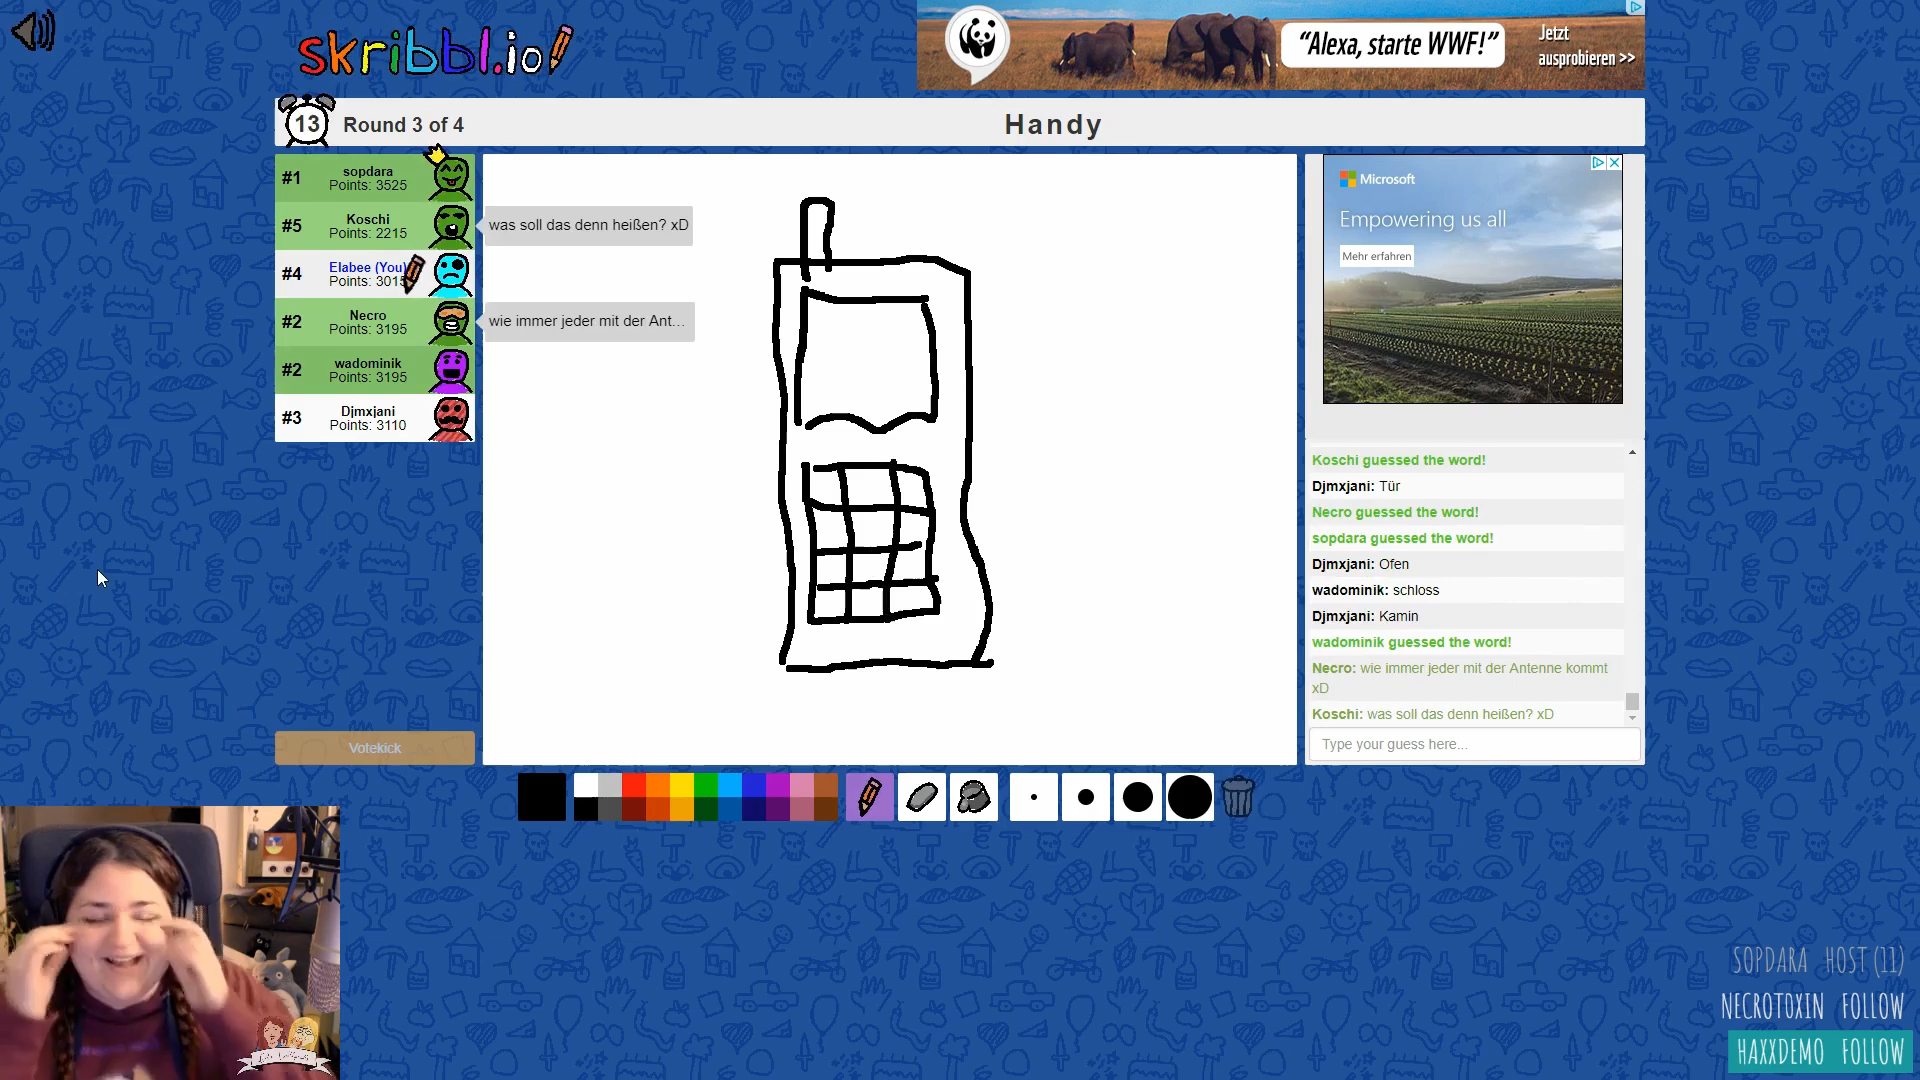 skribbl.io
“Alexa, starte WWF!”
Jetzt
ausprobieren >>
13
Round 3 of 4
Handy
#1
sopdara
Points: 3525
#5
Koschi
Points: 2215
was soll das denn heißen? xD
#4
Elabee (You)
Points: 3015
#2
Necro
Points: 3195
wie immer jeder mit der Ant...
#2
wadominik
Points: 3195
#3
Djmxjani
Points: 3110
Votekick
Microsoft
Empowering us all
Mehr erfahren
Koschi guessed the word!
Djmxjani: Tür
Necro guessed the word!
sopdara guessed the word!
Djmxjani: Ofen
wadominik: schloss
Djmxjani: Kamin
wadominik guessed the word!
Necro: wie immer jeder mit der Antenne kommt
xD
Koschi: was soll das denn heißen? xD
Type your guess here...
SOPDARA HOST (11)
NECROTOXIN FOLLOW
HAXXDEMO FOLLOW